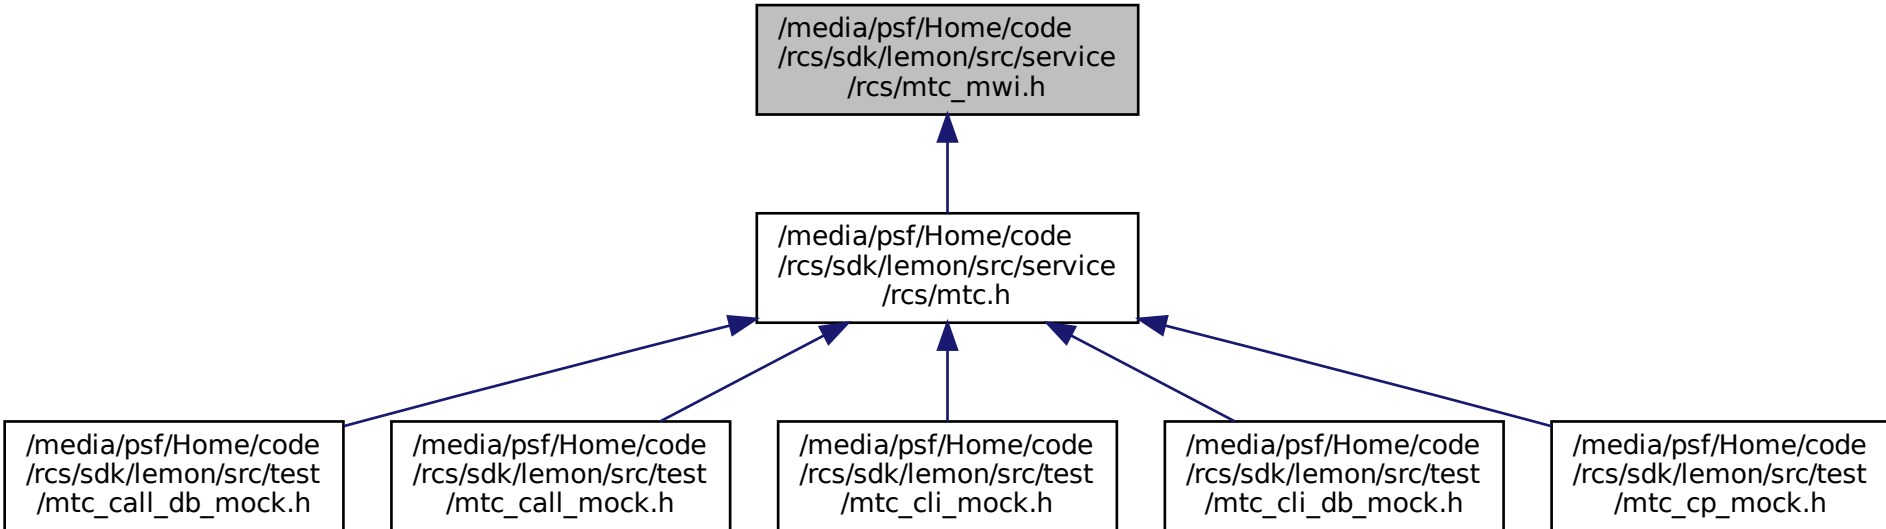 /media/psf/Home/code
/rcs/sdk/lemon/src/service
/rcs/mtc_mwi.h
/media/psf/Home/code
/rcs/sdk/lemon/src/service
/rcs/mtc.h
/media/psf/Home/code
/rcs/sdk/lemon/src/test
/mtc_call_db_mock.h
/media/psf/Home/code
/rcs/sdk/lemon/src/test
/mtc_call_mock.h
/media/psf/Home/code
/rcs/sdk/lemon/src/test
/mtc_cli_mock.h
/media/psf/Home/code
/rcs/sdk/lemon/src/test
/mtc_cli_db_mock.h
/media/psf/Home/code
/rcs/sdk/lemon/src/test
/mtc_cp_mock.h